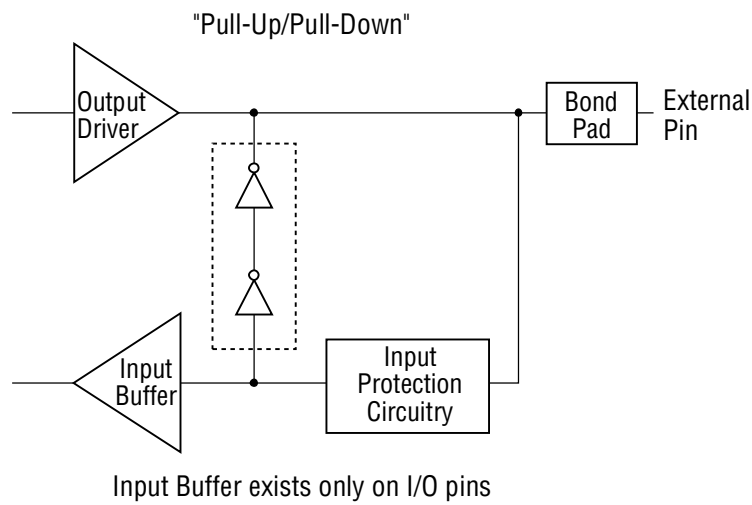 "Pull-Up/Pull-Down"
Output
Driver
Bond
Pad
External
Pin
Input
Buffer
Input
Protection
Circuitry
Input Buffer exists only on I/O pins